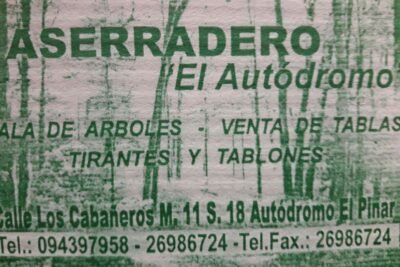 ASERRADERO
"El Autódromo
ALA DE ARBOLES - VENTA DE TABLAS
TIRANTES Y TABLONES
Calle Los Cabañeros M. 11 S. 18 Autódromo El Pinar
Tel.: 094397958 - 26986724 -Tel.Fax.: 26986724